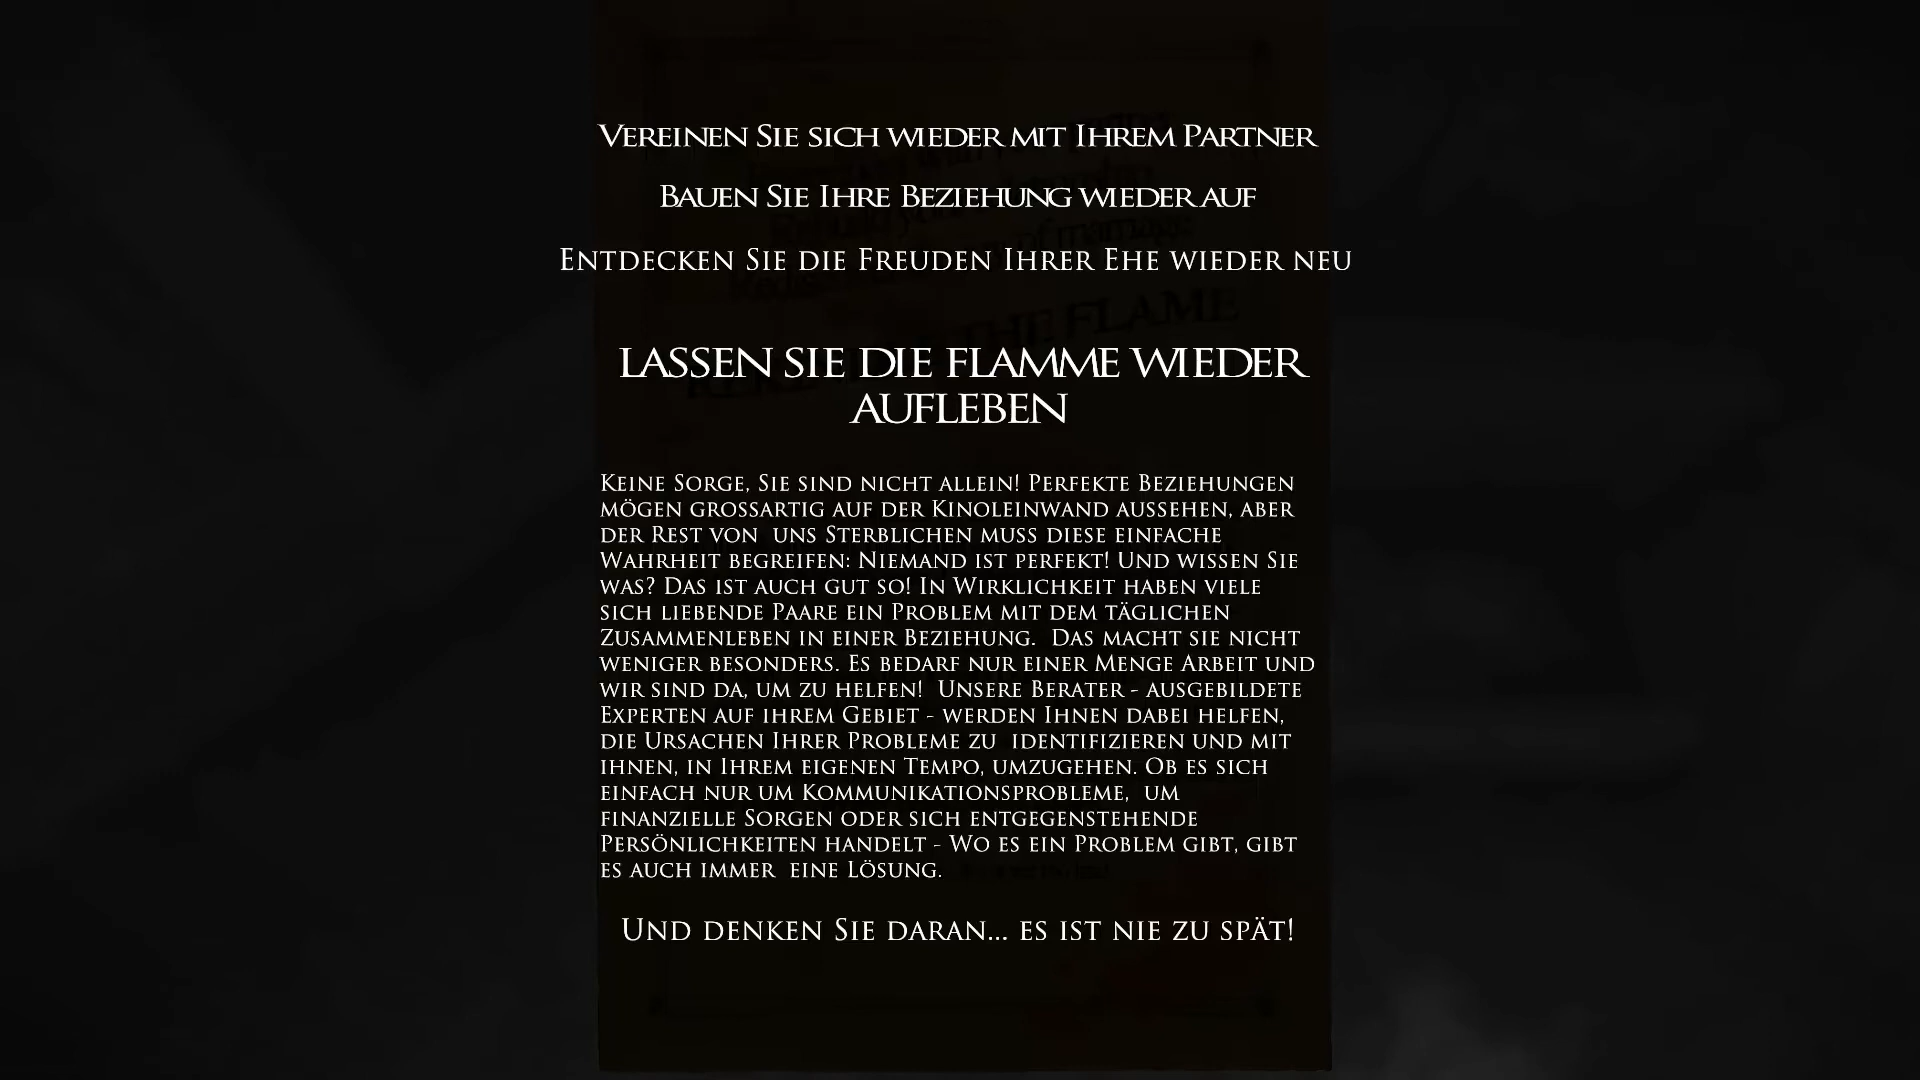 Vereinen Sie sich wieder mit Ihrem Partner
Bauen Sie Ihre Beziehung wieder auf
Entdecken Sie die Freuden Ihrer Ehe wieder neu
LASSEN SIE DIE FLAMME WIEDER
AUFLEBEN
Keine Sorge, Sie sind nicht allein! Perfekte Beziehungen
mögen grossartig auf der Kinoleinwand aussehen, aber
der Rest von  uns Sterblichen muss diese einfache
Wahrheit begreifen: Niemand ist perfekt! Und wissen Sie
was? Das ist auch gut so! In Wirklichkeit haben viele
sich liebende Paare ein Problem mit dem täglichen
Zusammenleben in einer Beziehung.  Das macht sie nicht
weniger besonders. Es bedarf nur einer Menge Arbeit und
wir sind da, um zu helfen!  Unsere Berater - ausgebildete
Experten auf ihrem Gebiet - werden Ihnen dabei helfen,
die Ursachen Ihrer Probleme zu  identifizieren und mit
ihnen, in Ihrem eigenen Tempo, umzugehen. Ob es sich
einfach nur um Kommunikationsprobleme,  um
finanzielle Sorgen oder sich entgegenstehende
Persönlichkeiten handelt - Wo es ein Problem gibt, gibt
es auch immer  eine Lösung.
Und denken Sie daran... es ist nie zu spät!
THE FLAME